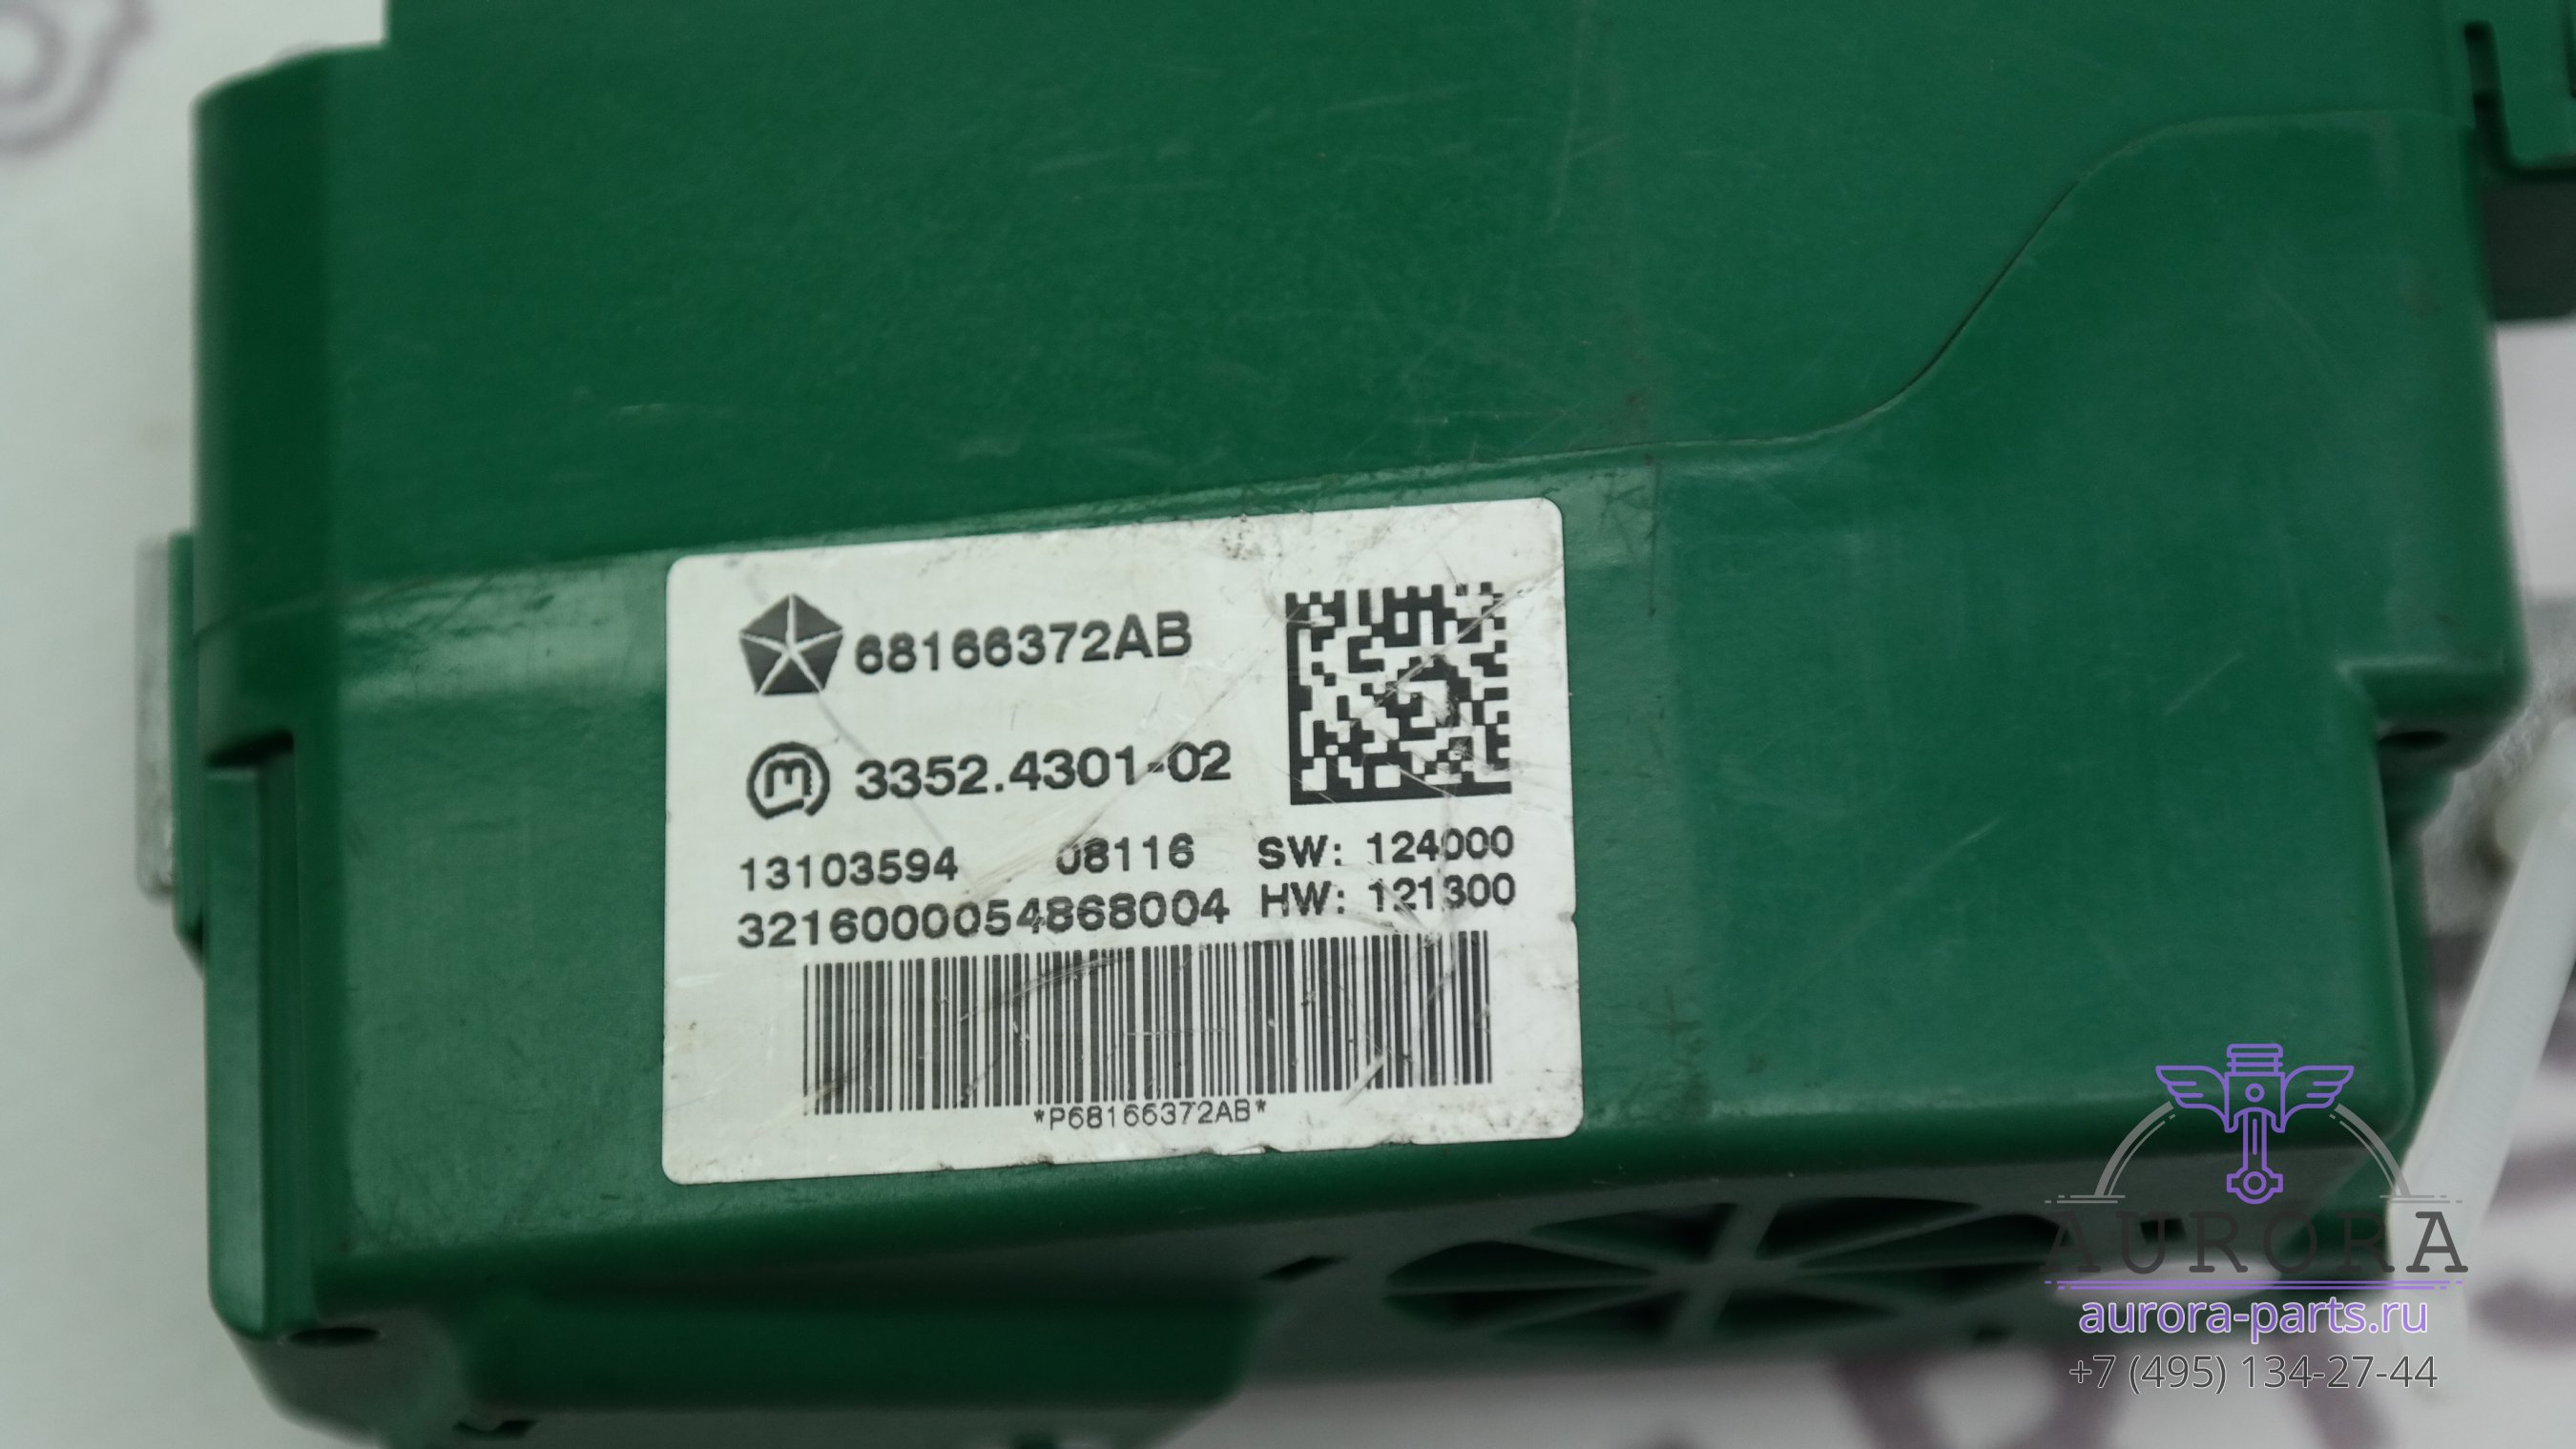 68166372AB
m 3352.4301-02
13103594 08116 SW: 124000
3216000054868004 HW: 121300
*P68166372AB*
AURORA
aurora-parts.ru
+7 (495) 134-27-44